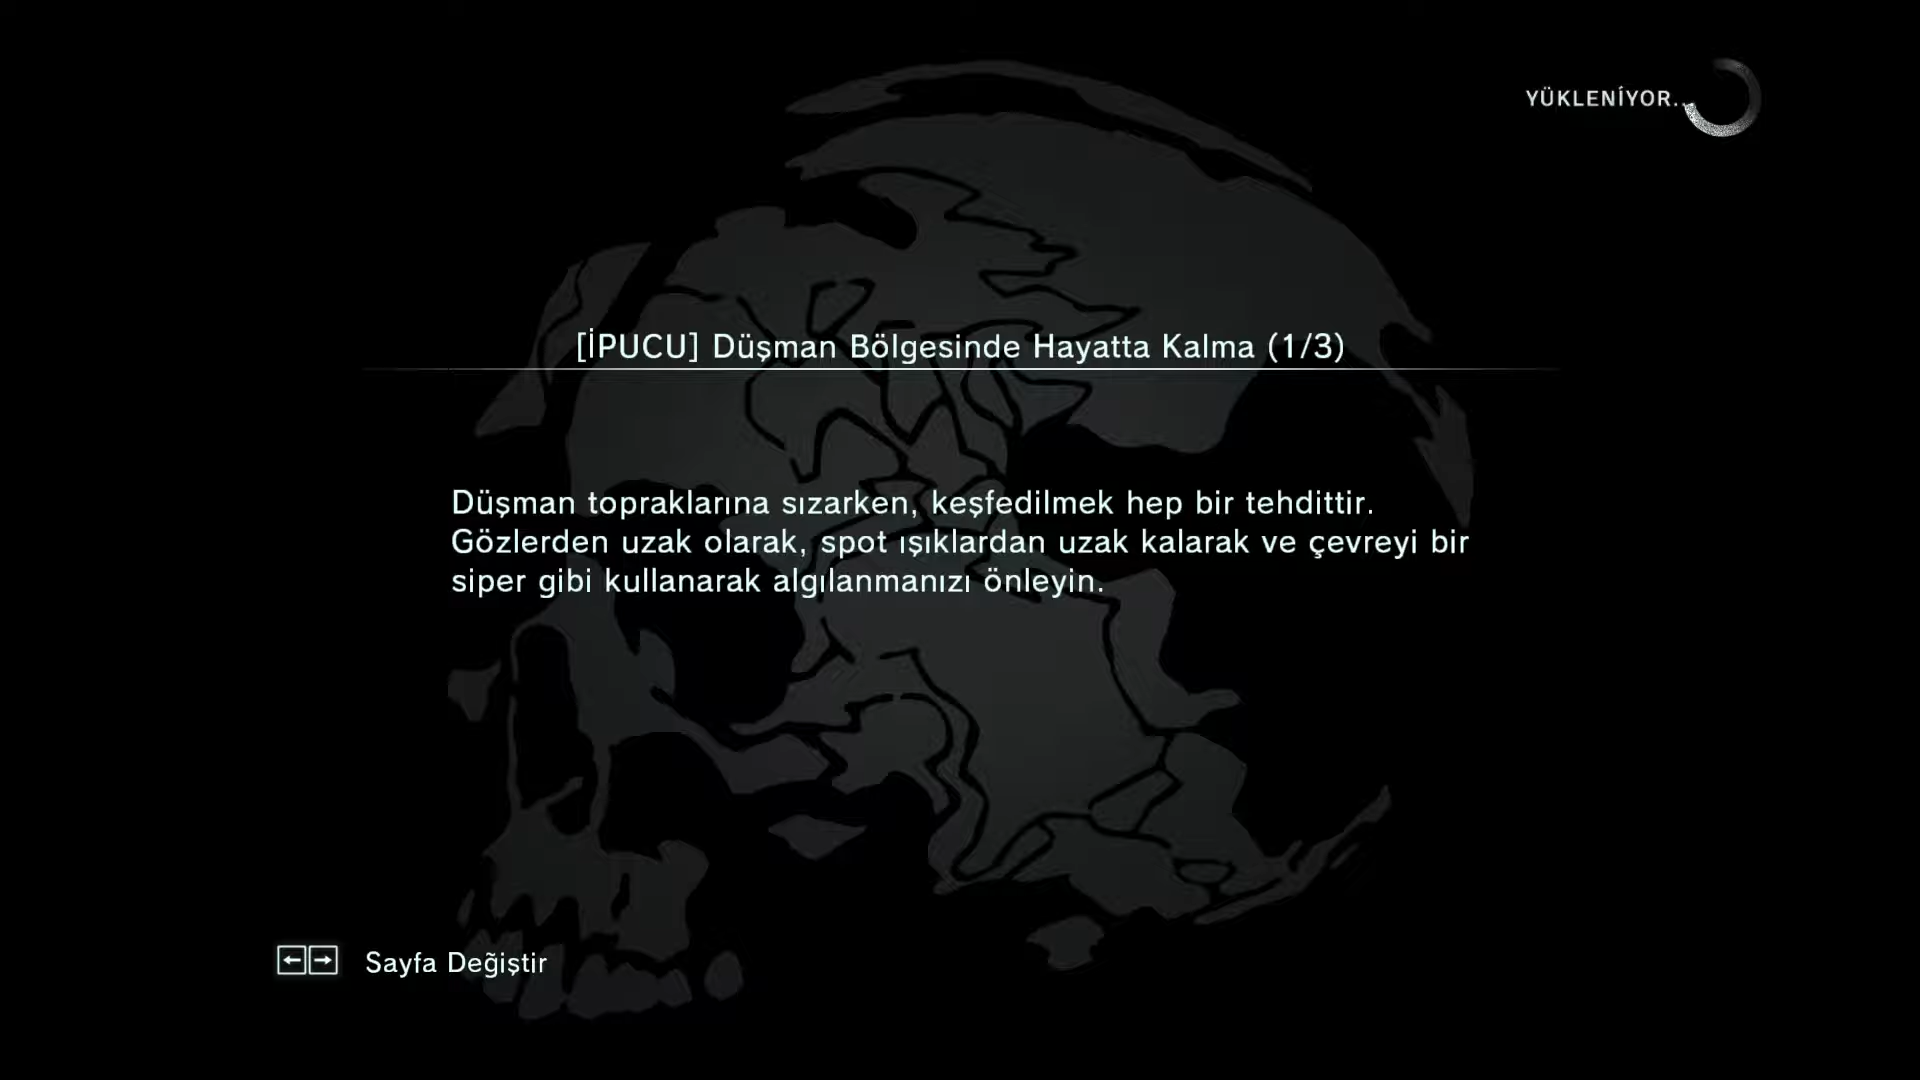 YÜKLENİYOR..
[İPUCU] Düşman Bölgesinde Hayatta Kalma (1/3)
Düşman topraklarına sızarken, keşfedilmek hep bir tehdittir.
Gözlerden uzak olarak, spot ışıklardan uzak kalarak ve çevreyi bir
siper gibi kullanarak algılanmanızı önleyin.
Sayfa Değiştir